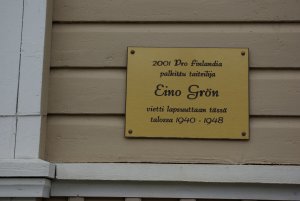 2001 Pro Finlandia
palkittu taiteilija
Eino Grön
vietti lapsuuttaan tässä
talossa 1940 - 1948